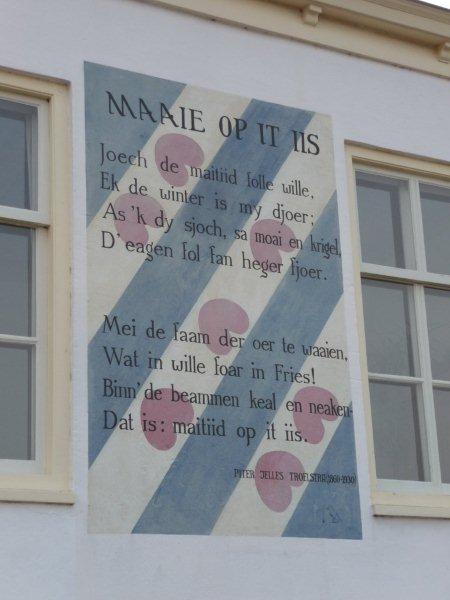 MAAIE OP IT IIS
Joech de maitiid folle wille,
Ek de winter is my djoer;
As 'k dy sjoch, sa moai en krigel,
D' eagen fol fan heger fjoer.
Mei de faam der oer te waaien,
Wat in wille foar in Fries!
Binn' de beammen keal en neaken-
Dat is: maitiid op it iis.
PITER JELLES TROELSTRA (1860-1930)